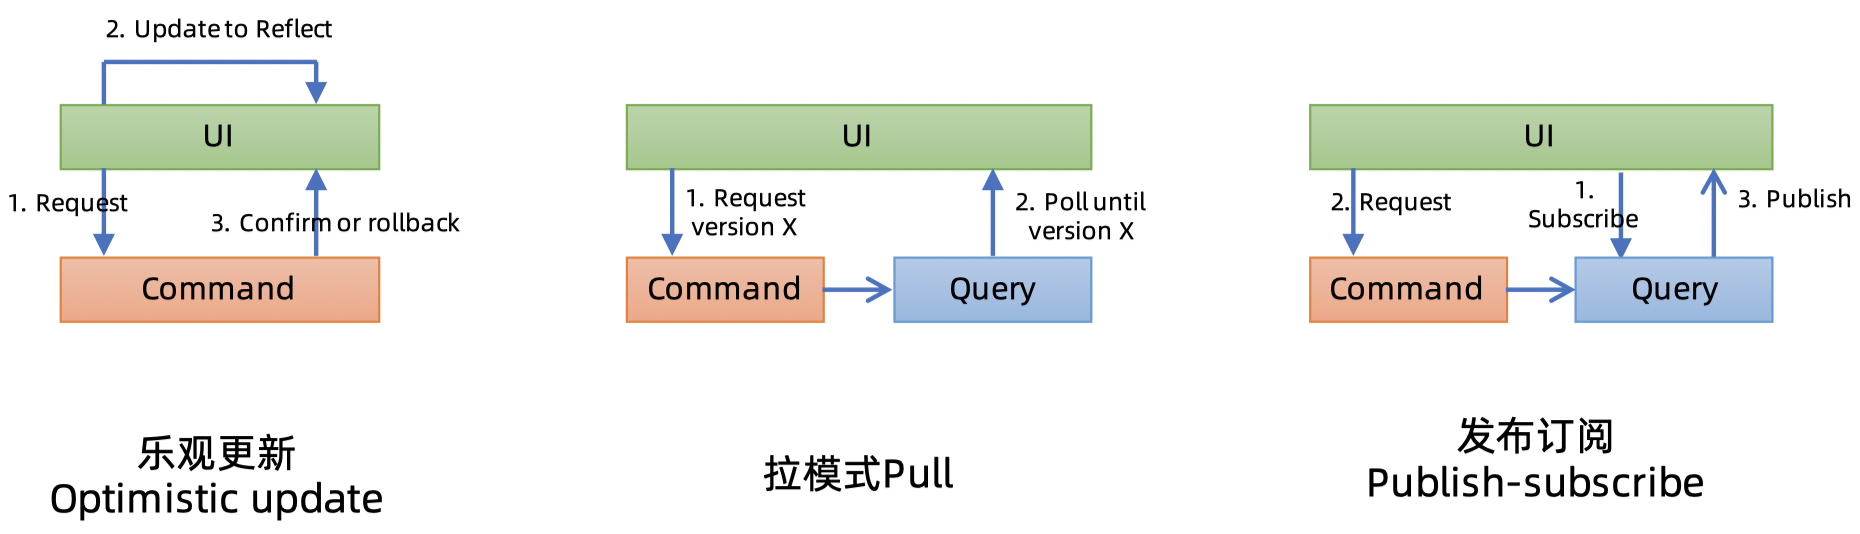 2. Update to Reflect
UI
1. Request
3. Confirm or rollback
Command
乐观更新
Optimistic update
UI
1. Request
version X
2. Poll until
version X
Command
Query
拉模式Pull
UI
2. Request
1.
Subscribe
3. Publish
Command
Query
发布订阅
Publish-subscribe